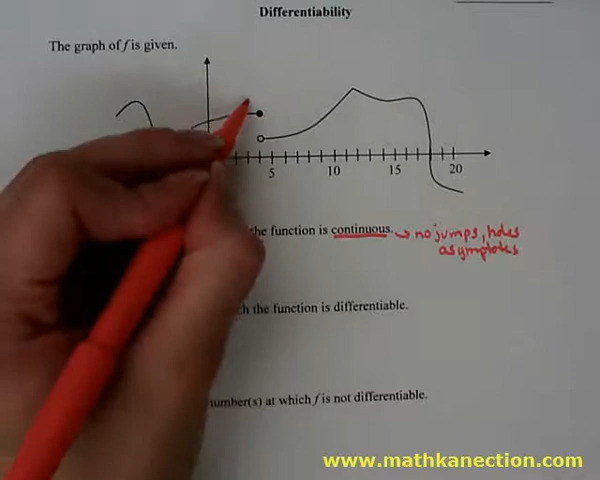 Differentiability
The graph of f is given.
5 10 15 20
the function is continuous. → no jumps, holes
asymptotes
the function is differentiable.
number(s) at which f is not differentiable.
www.mathkanection.com